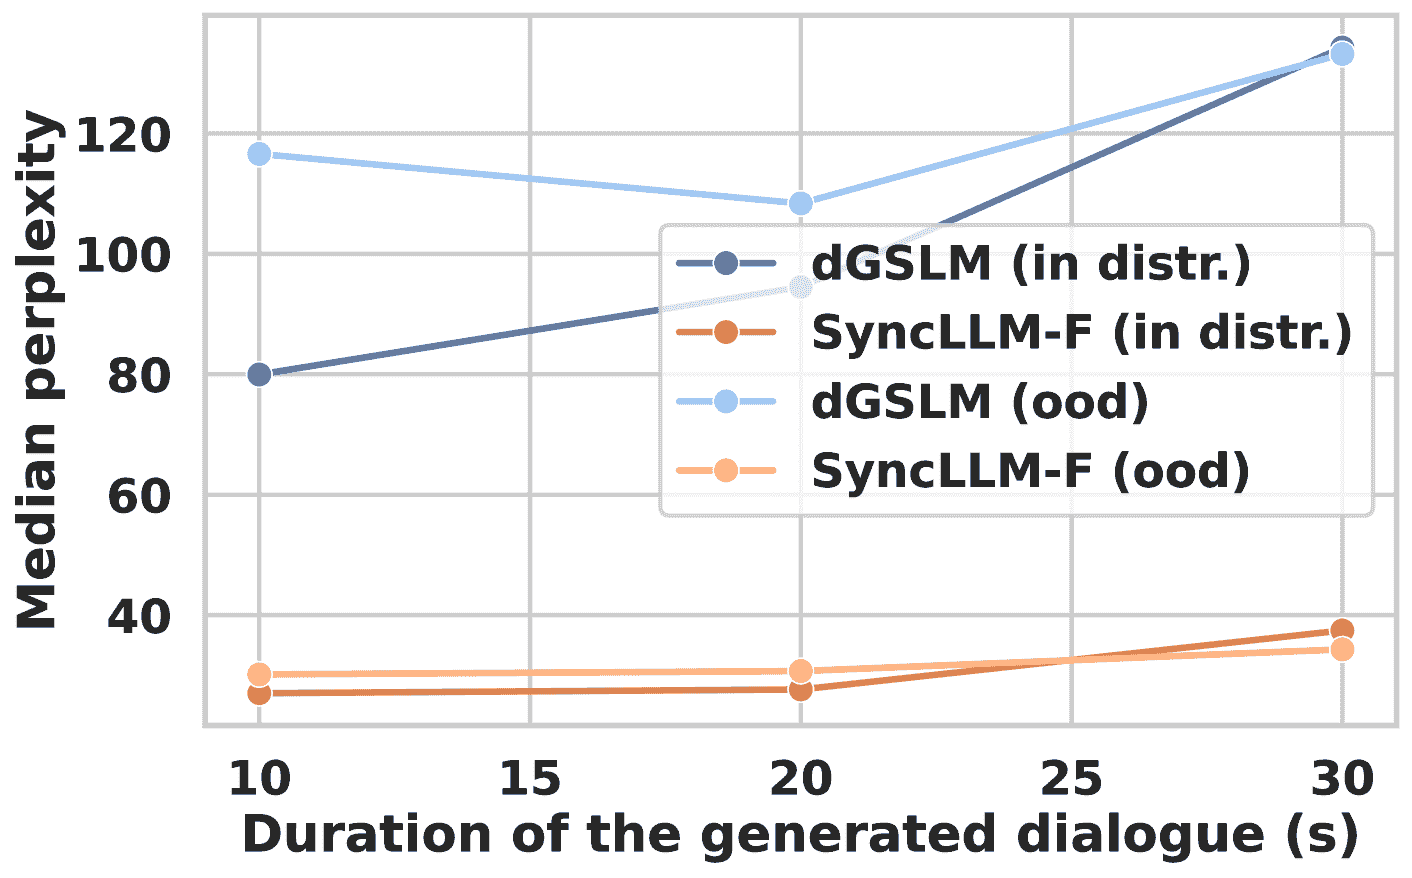 Median perplexity
120
100
80
60
40
dGSLM (in distr.)
SyncLLM-F (in distr.)
dGSLM (ood)
SyncLLM-F (ood)
10 15 20 25 30
Duration of the generated dialogue (s)